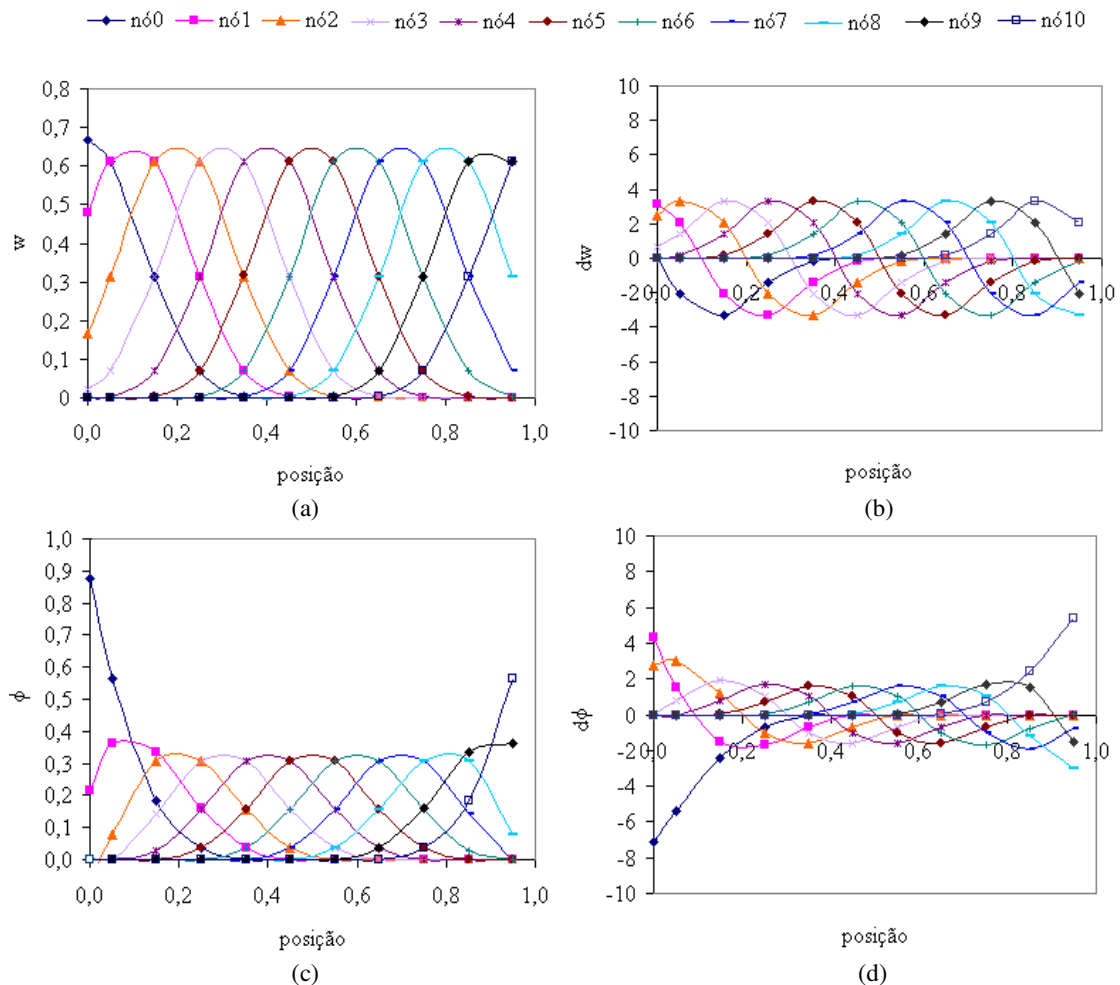 nó0 nó1 nó2 nó3 nó4 nó5 nó6 nó7 nó8 nó9 nó10
0,8
0,7
0,6
0,5
0,4
0,3
0,2
0,1
0
w
0,0 0,2 0,4 0,6 0,8 1,0
posição
(a)
10
8
6
4
2
0
-2
-4
-6
-8
-10
dw
0,0 0,2 0,4 0,6 0,8 1,0
posição
(b)
1,0
0,9
0,8
0,7
0,6
0,5
0,4
0,3
0,2
0,1
0,0
ϕ
0,0 0,2 0,4 0,6 0,8 1,0
posição
(c)
10
8
6
4
2
0
-2
-4
-6
-8
-10
dϕ
0,0 0,2 0,4 0,6 0,8 1,0
posição
(d)